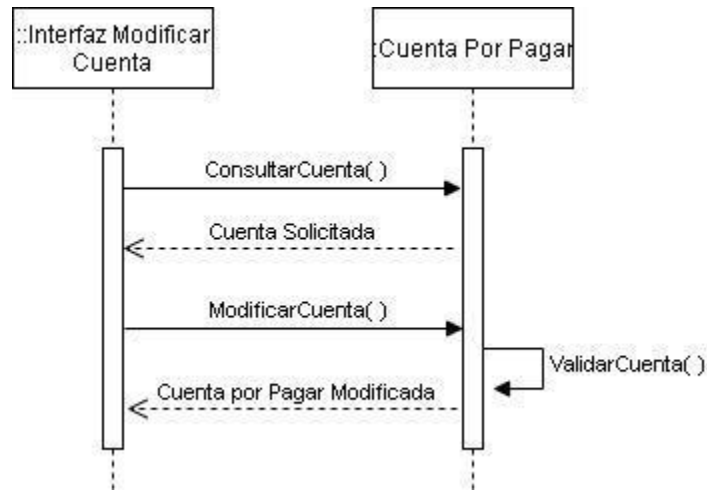 ::Interfaz Modificar
Cuenta
:Cuenta Por Pagar
ConsultarCuenta( )
Cuenta Solicitada
ModificarCuenta( )
ValidarCuenta( )
Cuenta por Pagar Modificada